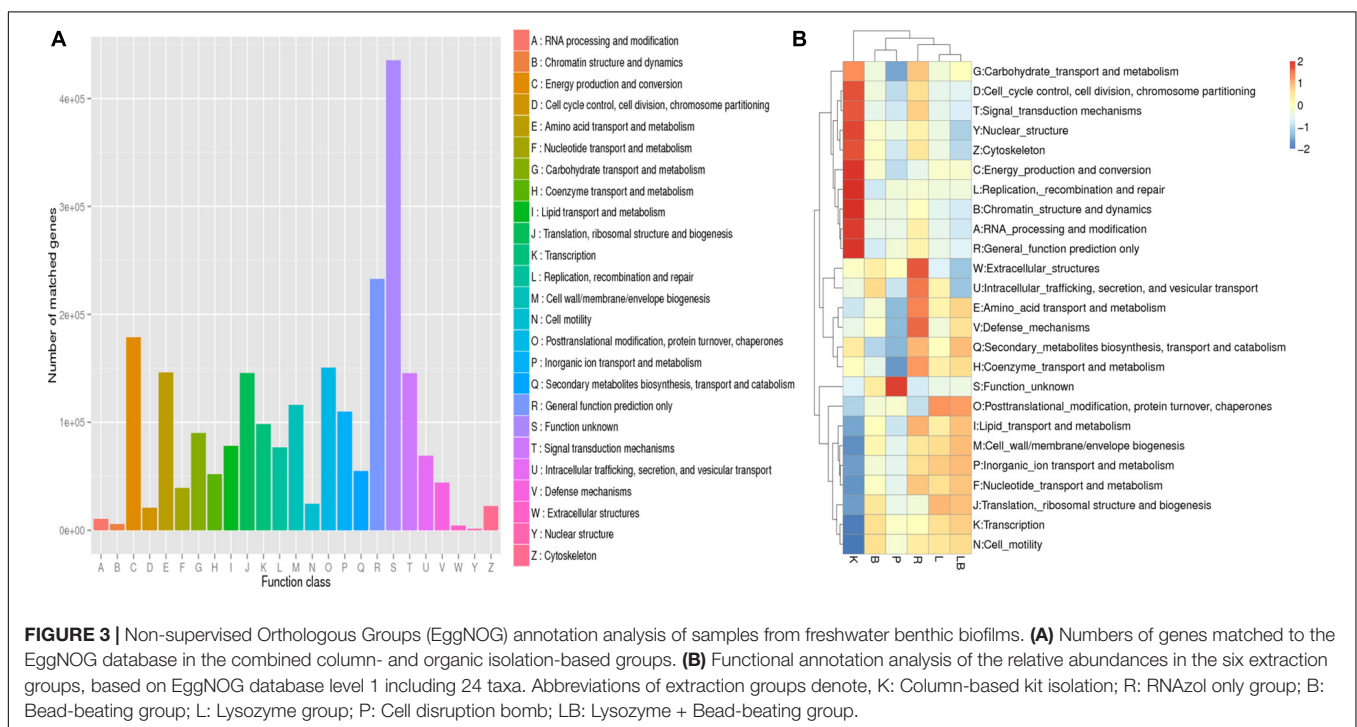 A
B
4e+05
3e+05
2e+05
1e+05
0e+00
Number of matched genes
A B C D E F G H I J K L M N O P Q R S T U V W Y Z
Function class
A : RNA processing and modification
B : Chromatin structure and dynamics
C : Energy production and conversion
D : Cell cycle control, cell division, chromosome partitioning
E : Amino acid transport and metabolism
F : Nucleotide transport and metabolism
G : Carbohydrate transport and metabolism
H : Coenzyme transport and metabolism
I : Lipid transport and metabolism
J : Translation, ribosomal structure and biogenesis
K : Transcription
L : Replication, recombination and repair
M : Cell wall/membrane/envelope biogenesis
N : Cell motility
O : Posttranslational modification, protein turnover, chaperones
P : Inorganic ion transport and metabolism
Q : Secondary metabolites biosynthesis, transport and catabolism
R : General function prediction only
S : Function unknown
T : Signal transduction mechanisms
U : Intracellular trafficking, secretion, and vesicular transport
V : Defense mechanisms
W : Extracellular structures
Y : Nuclear structure
Z : Cytoskeleton
G:Carbohydrate_transport and metabolism
D:Cell_cycle control, cell division, chromosome partitioning
T:Signal_transduction mechanisms
Y:Nuclear_structure
Z:Cytoskeleton
C:Energy_production and conversion
L:Replication,_recombination and repair
B:Chromatin_structure and dynamics
A:RNA_processing and modification
R:General_function prediction only
W:Extracellular_structures
U:Intracellular_trafficking, secretion, and vesicular transport
E:Amino_acid transport and metabolism
V:Defense_mechanisms
Q:Secondary_metabolites biosynthesis, transport and catabolism
H:Coenzyme_transport and metabolism
S:Function_unknown
O:Posttranslational_modification, protein turnover, chaperones
I:Lipid_transport and metabolism
M:Cell_wall/membrane/envelope biogenesis
P:Inorganic_ion transport and metabolism
F:Nucleotide_transport and metabolism
J:Translation,_ribosomal structure and biogenesis
K:Transcription
N:Cell_motility
K B P R L LB
2
1
0
−1
−2
FIGURE 3 | Non-supervised Orthologous Groups (EggNOG) annotation analysis of samples from freshwater benthic biofilms. (A) Numbers of genes matched to the
EggNOG database in the combined column- and organic isolation-based groups. (B) Functional annotation analysis of the relative abundances in the six extraction
groups, based on EggNOG database level 1 including 24 taxa. Abbreviations of extraction groups denote, K: Column-based kit isolation; R: RNAzol only group; B:
Bead-beating group; L: Lysozyme group; P: Cell disruption bomb; LB: Lysozyme + Bead-beating group.